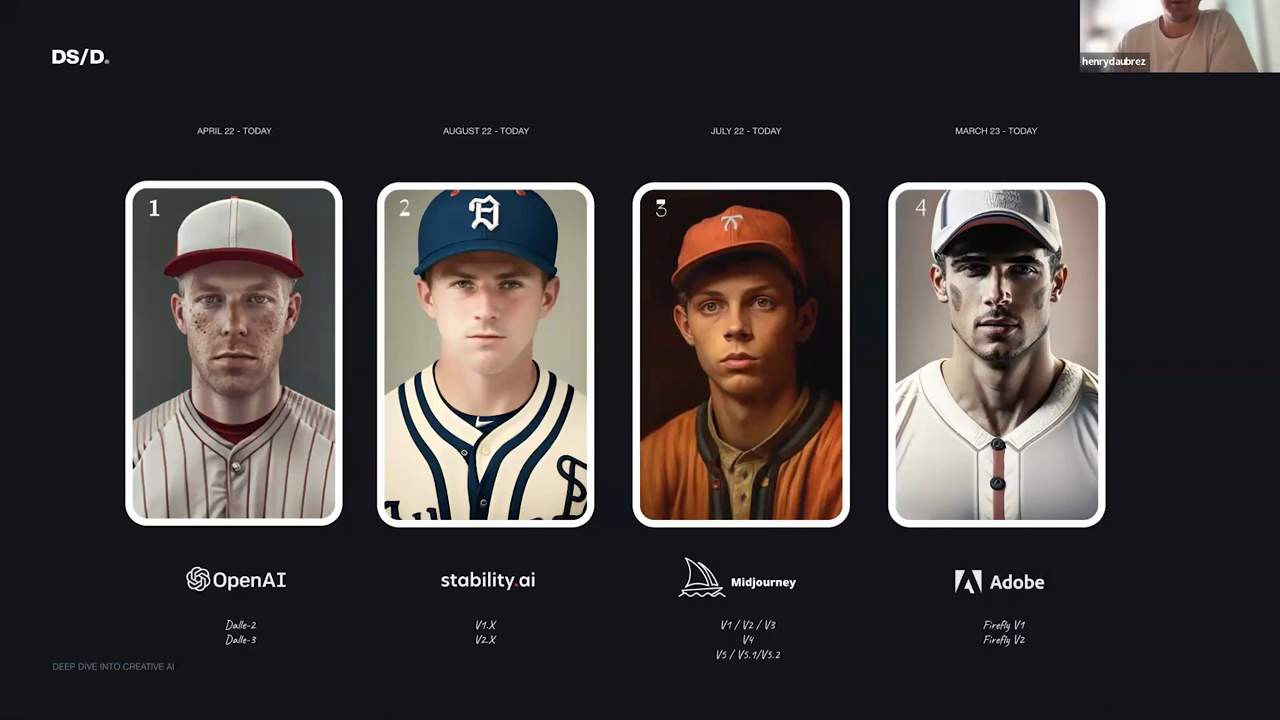 DS/D®
henrydaubrez
APRIL 22 - TODAY
AUGUST 22 - TODAY
JULY 22 - TODAY
MARCH 23 - TODAY
1
2
3
4
OpenAI
stability.ai
Midjourney
Adobe
Dalle-2
Dalle-3
V1.X
V2.X
V1 / V2 / V3
V4
V5 / V5.1/V5.2
Firefly V1
Firefly V2
DEEP DIVE INTO CREATIVE AI